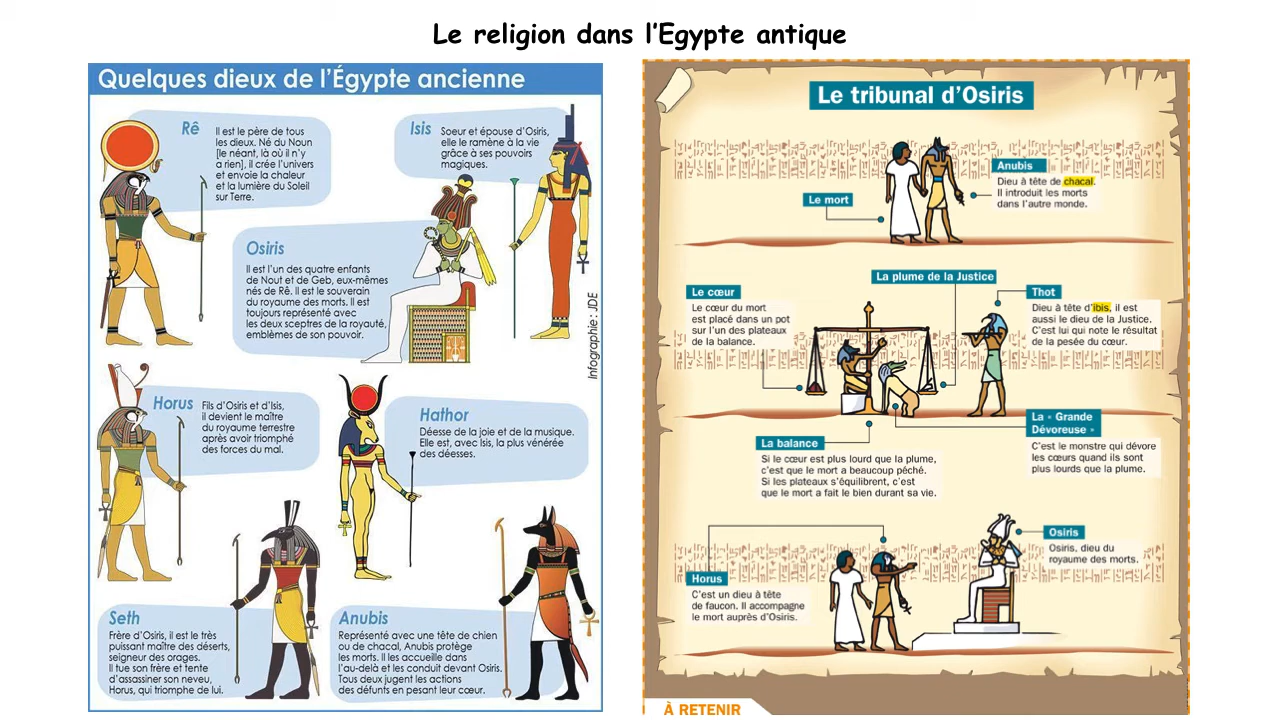 Le religion dans l'Egypte antique
Quelques dieux de l'Égypte ancienne
Rê
Il est le père de tous
les dieux. Né du Noun
[le néant, là où il n'y
a rien], il crée l'univers
et envoie la chaleur
et la lumière du Soleil
sur Terre.
Isis
Soeur et épouse d'Osiris,
elle le ramène à la vie
grâce à ses pouvoirs
magiques.
Osiris
Il est l'un des quatre enfants
de Nout et de Geb, eux-mêmes
nés de Rê. Il est le souverain
du royaume des morts. Il est
toujours représenté avec
les deux sceptres de la royauté,
emblèmes de son pouvoir.
Infographie : JDE
Horus
Fils d'Osiris et d'Isis,
il devient le maître
du royaume terrestre
après avoir triomphé
des forces du mal.
Hathor
Déesse de la joie et de la musique.
Elle est, avec Isis, la plus vénérée
des déesses.
Seth
Frère d'Osiris, il est le très
puissant maître des déserts,
seigneur des orages.
Il tue son frère et tente
d'assassiner son neveu,
Horus, qui triomphe de lui.
Anubis
Représenté avec une tête de chien
ou de chacal, Anubis protège
les morts. Il les accueille dans
l'au-delà et les conduit devant Osiris.
Tous deux jugent les actions
des défunts en pesant leur cœur.
Le tribunal d'Osiris
Anubis
Dieu à tête de chacal.
Il introduit les morts
dans l'autre monde.
Le mort
La plume de la Justice
Le cœur
Le cœur du mort
est placé dans un pot
sur l'un des plateaux
de la balance.
Thot
Dieu à tête d'ibis, il est
aussi le dieu de la Justice.
C'est lui qui note le résultat
de la pesée du cœur.
La « Grande
Dévoreuse »
C'est le monstre qui dévore
les cœurs quand ils sont
plus lourds que la plume.
La balance
Si le cœur est plus lourd que la plume,
c'est que le mort a beaucoup péché.
Si les plateaux s'équilibrent, c'est
que le mort a fait le bien durant sa vie.
Osiris
Osiris, dieu du
royaume des morts.
Horus
C'est un dieu à tête
de faucon. Il accompagne
le mort auprès d'Osiris.
À RETENIR